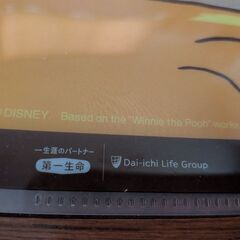 DISNEY. Based on the "Winnie the Pooh" works
一生涯のパートナー
第一生命
Dai-ichi Life Group